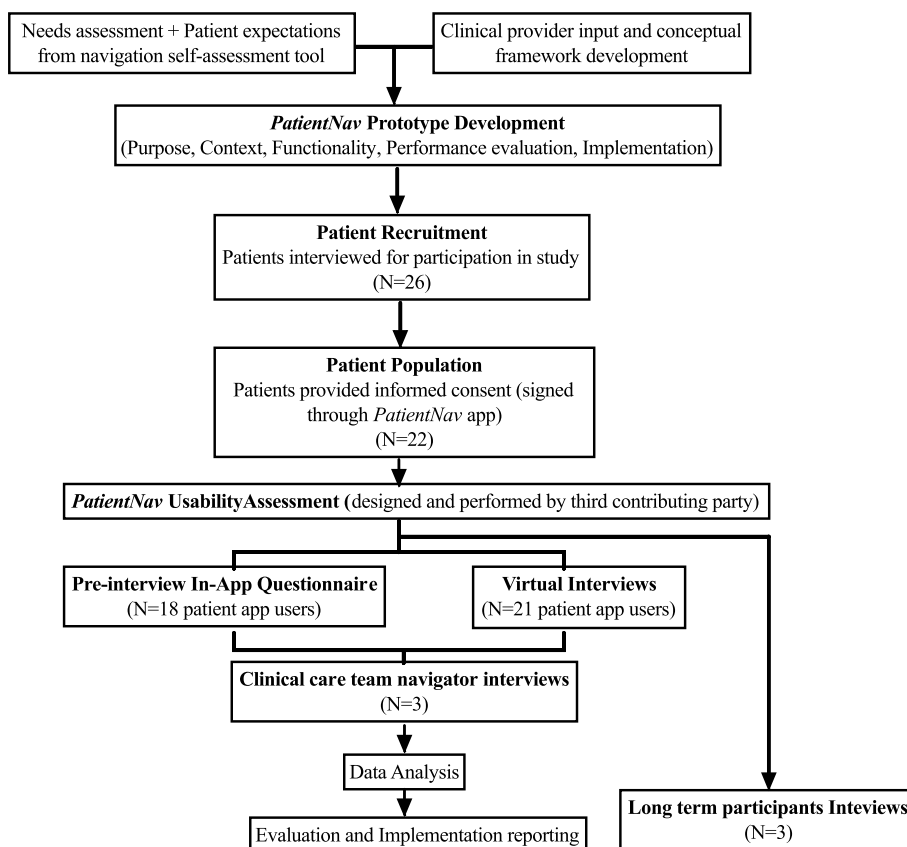 Needs assessment + Patient expectations
from navigation self-assessment tool
Clinical provider input and conceptual
framework development
PatientNav Prototype Development
(Purpose, Context, Functionality, Performance evaluation, Implementation)
Patient Recruitment
Patients interviewed for participation in study
(N=26)
Patient Population
Patients provided informed consent (signed
through PatientNav app)
(N=22)
PatientNav UsabilityAssessment (designed and performed by third contributing party)
Pre-interview In-App Questionnaire
(N=18 patient app users)
Virtual Interviews
(N=21 patient app users)
Clinical care team navigator interviews
(N=3)
Data Analysis
Evaluation and Implementation reporting
Long term participants Inteviews
(N=3)